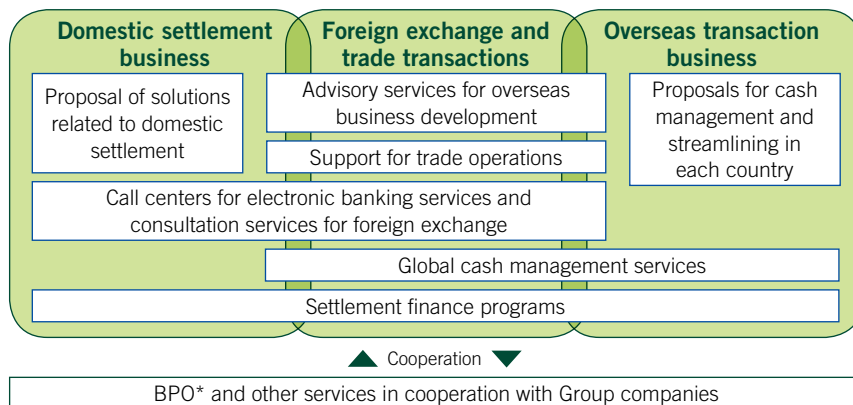 Domestic settlement
business
Foreign exchange and
trade transactions
Overseas transaction
business
Proposal of solutions
related to domestic
settlement
Advisory services for overseas
business development
Proposals for cash
management and
streamlining in
each country
Support for trade operations
Call centers for electronic banking services and
consultation services for foreign exchange
Global cash management services
Settlement finance programs
Cooperation
BPO* and other services in cooperation with Group companies